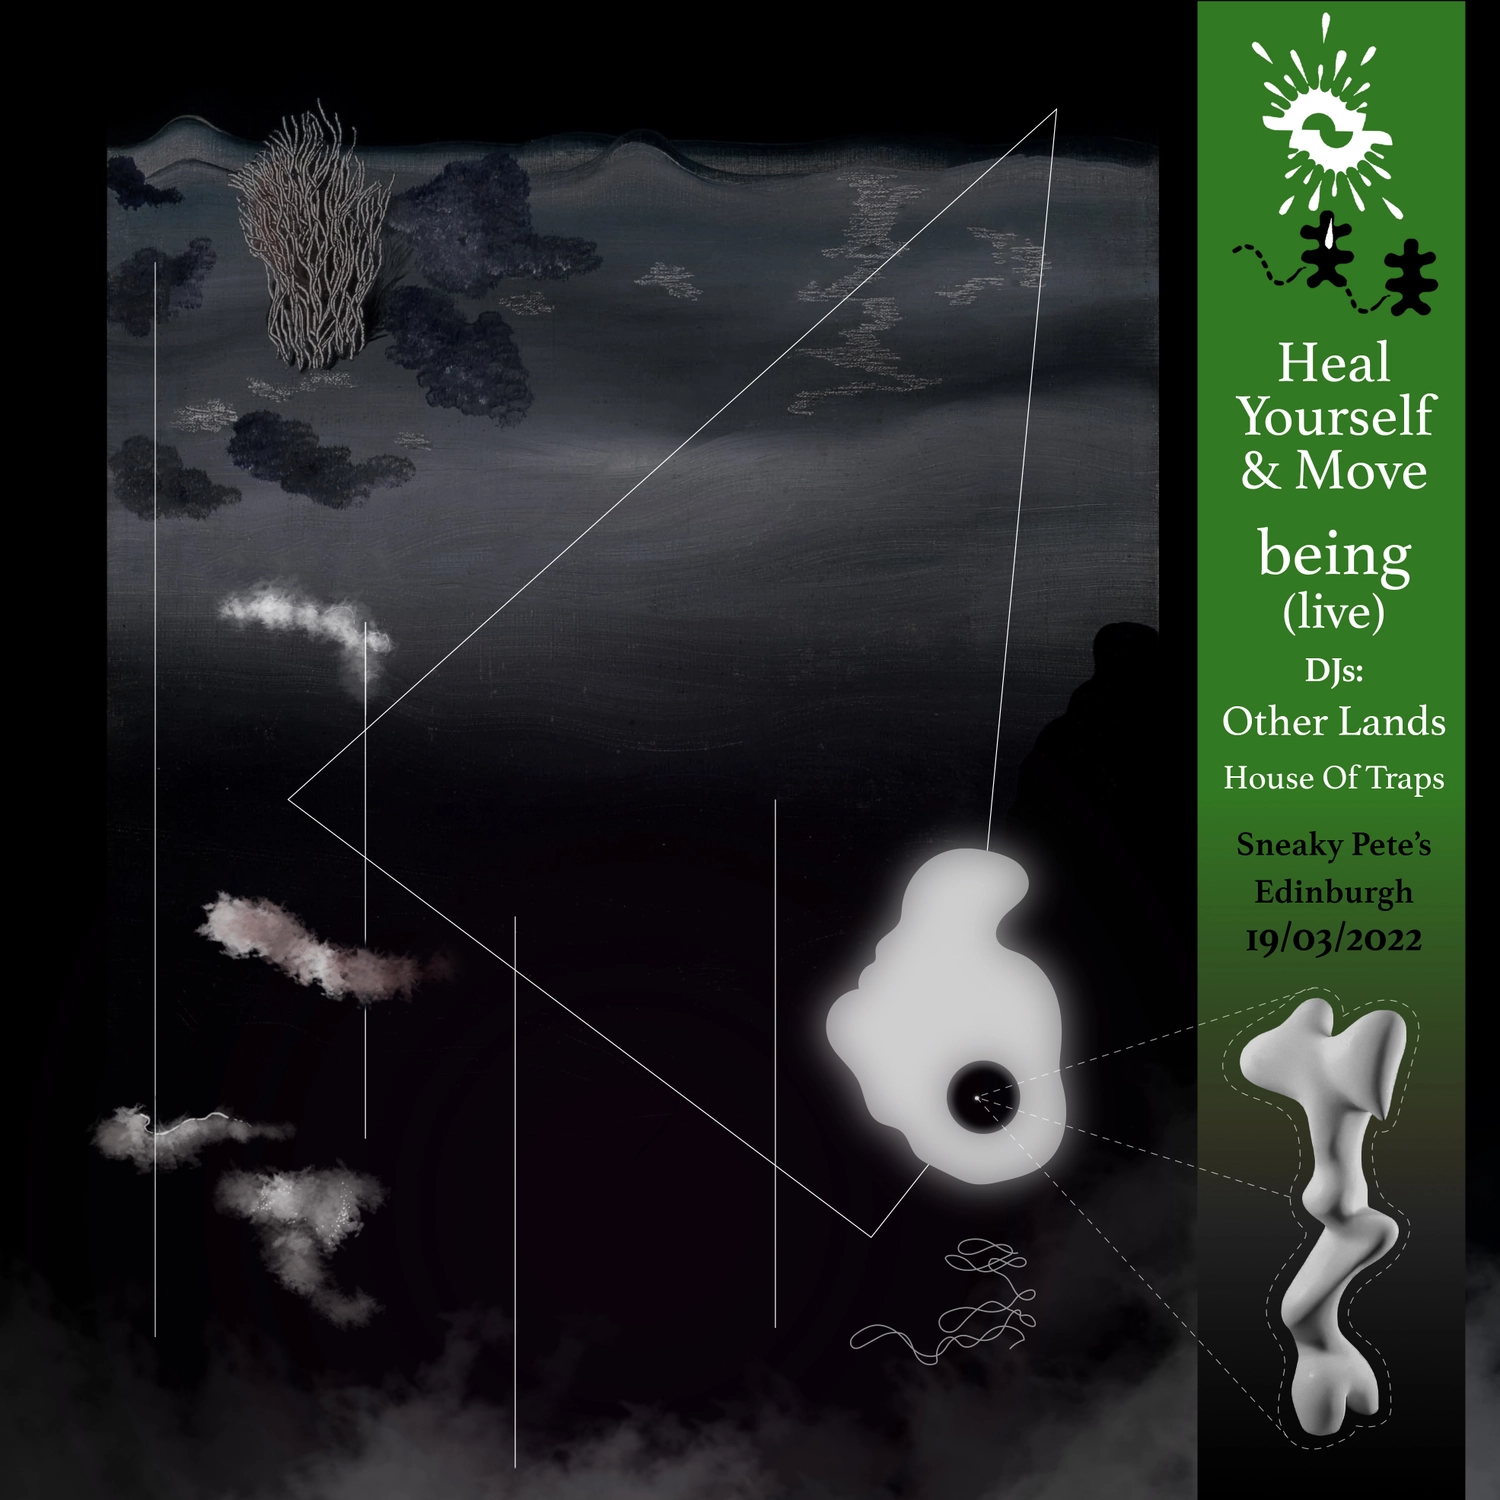 Heal
Yourself
& Move
being
(live)
DJs:
Other Lands
House Of Traps
Sneaky Pete’s
Edinburgh
19/03/2022